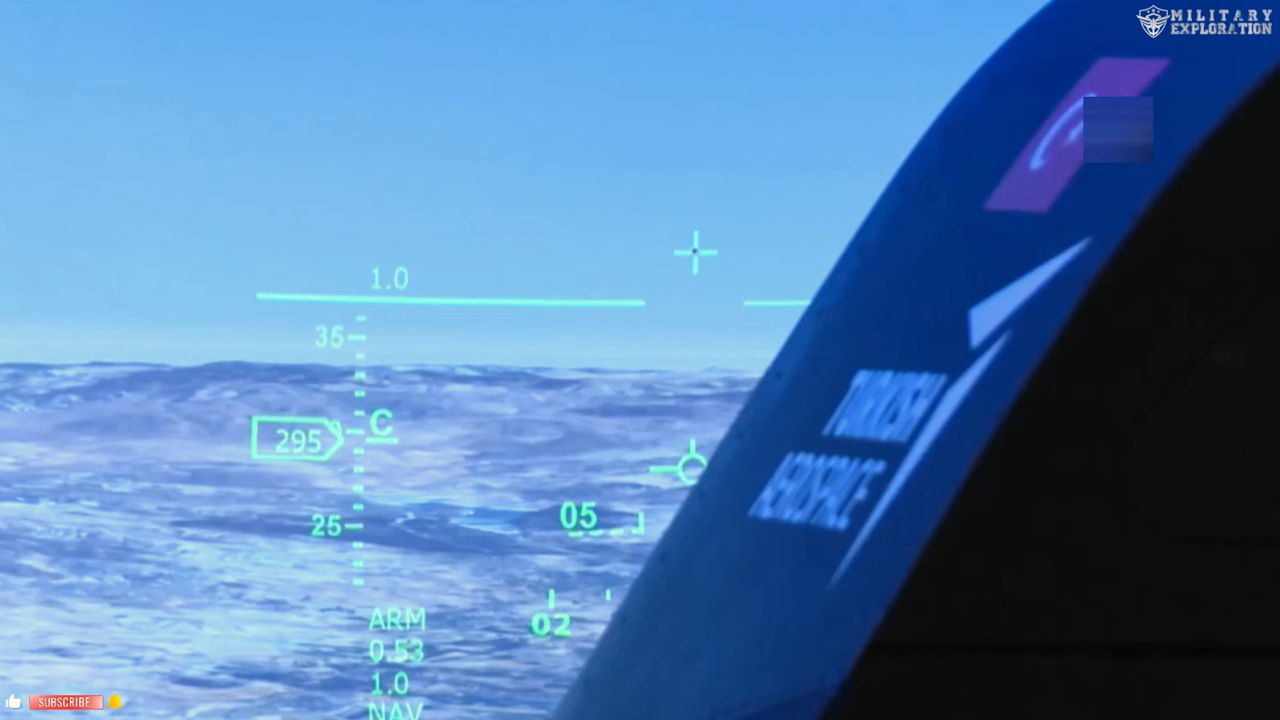 MILITARY
EXPLORATION
1.0
35
295
C
25
05
02
ARM
0.53
1.0
NAV
TURKISH
AEROSPACE
SUBSCRIBE